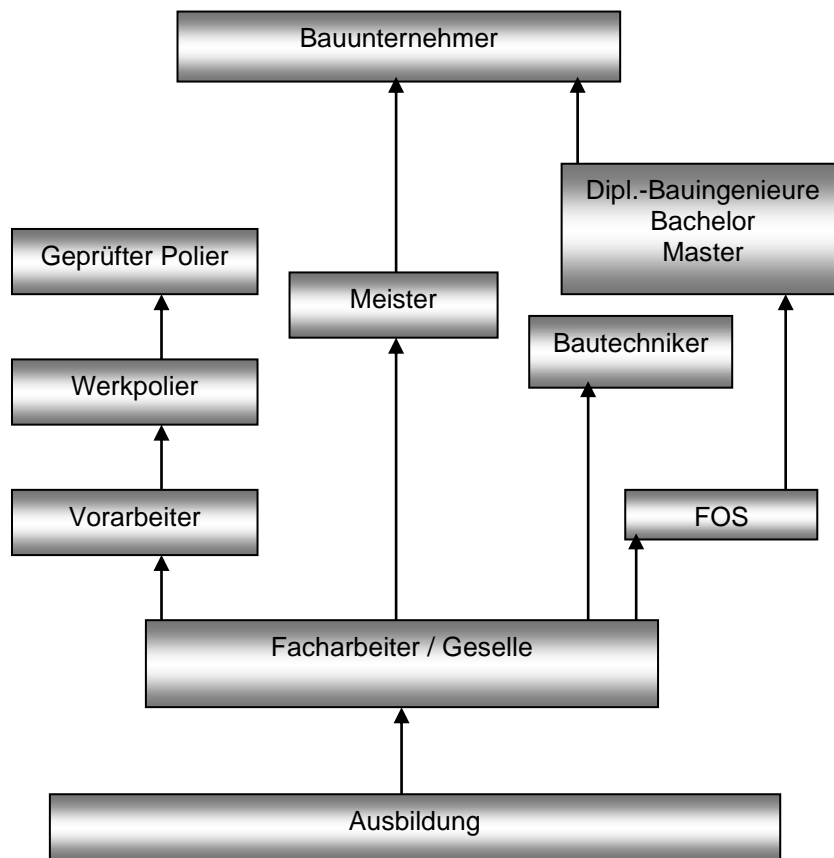 Bauunternehmer
Dipl.-Bauingenieure
Bachelor
Master
Geprüfter Polier
Meister
Bautechniker
Werkpolier
Vorarbeiter
FOS
Facharbeiter / Geselle
Ausbildung